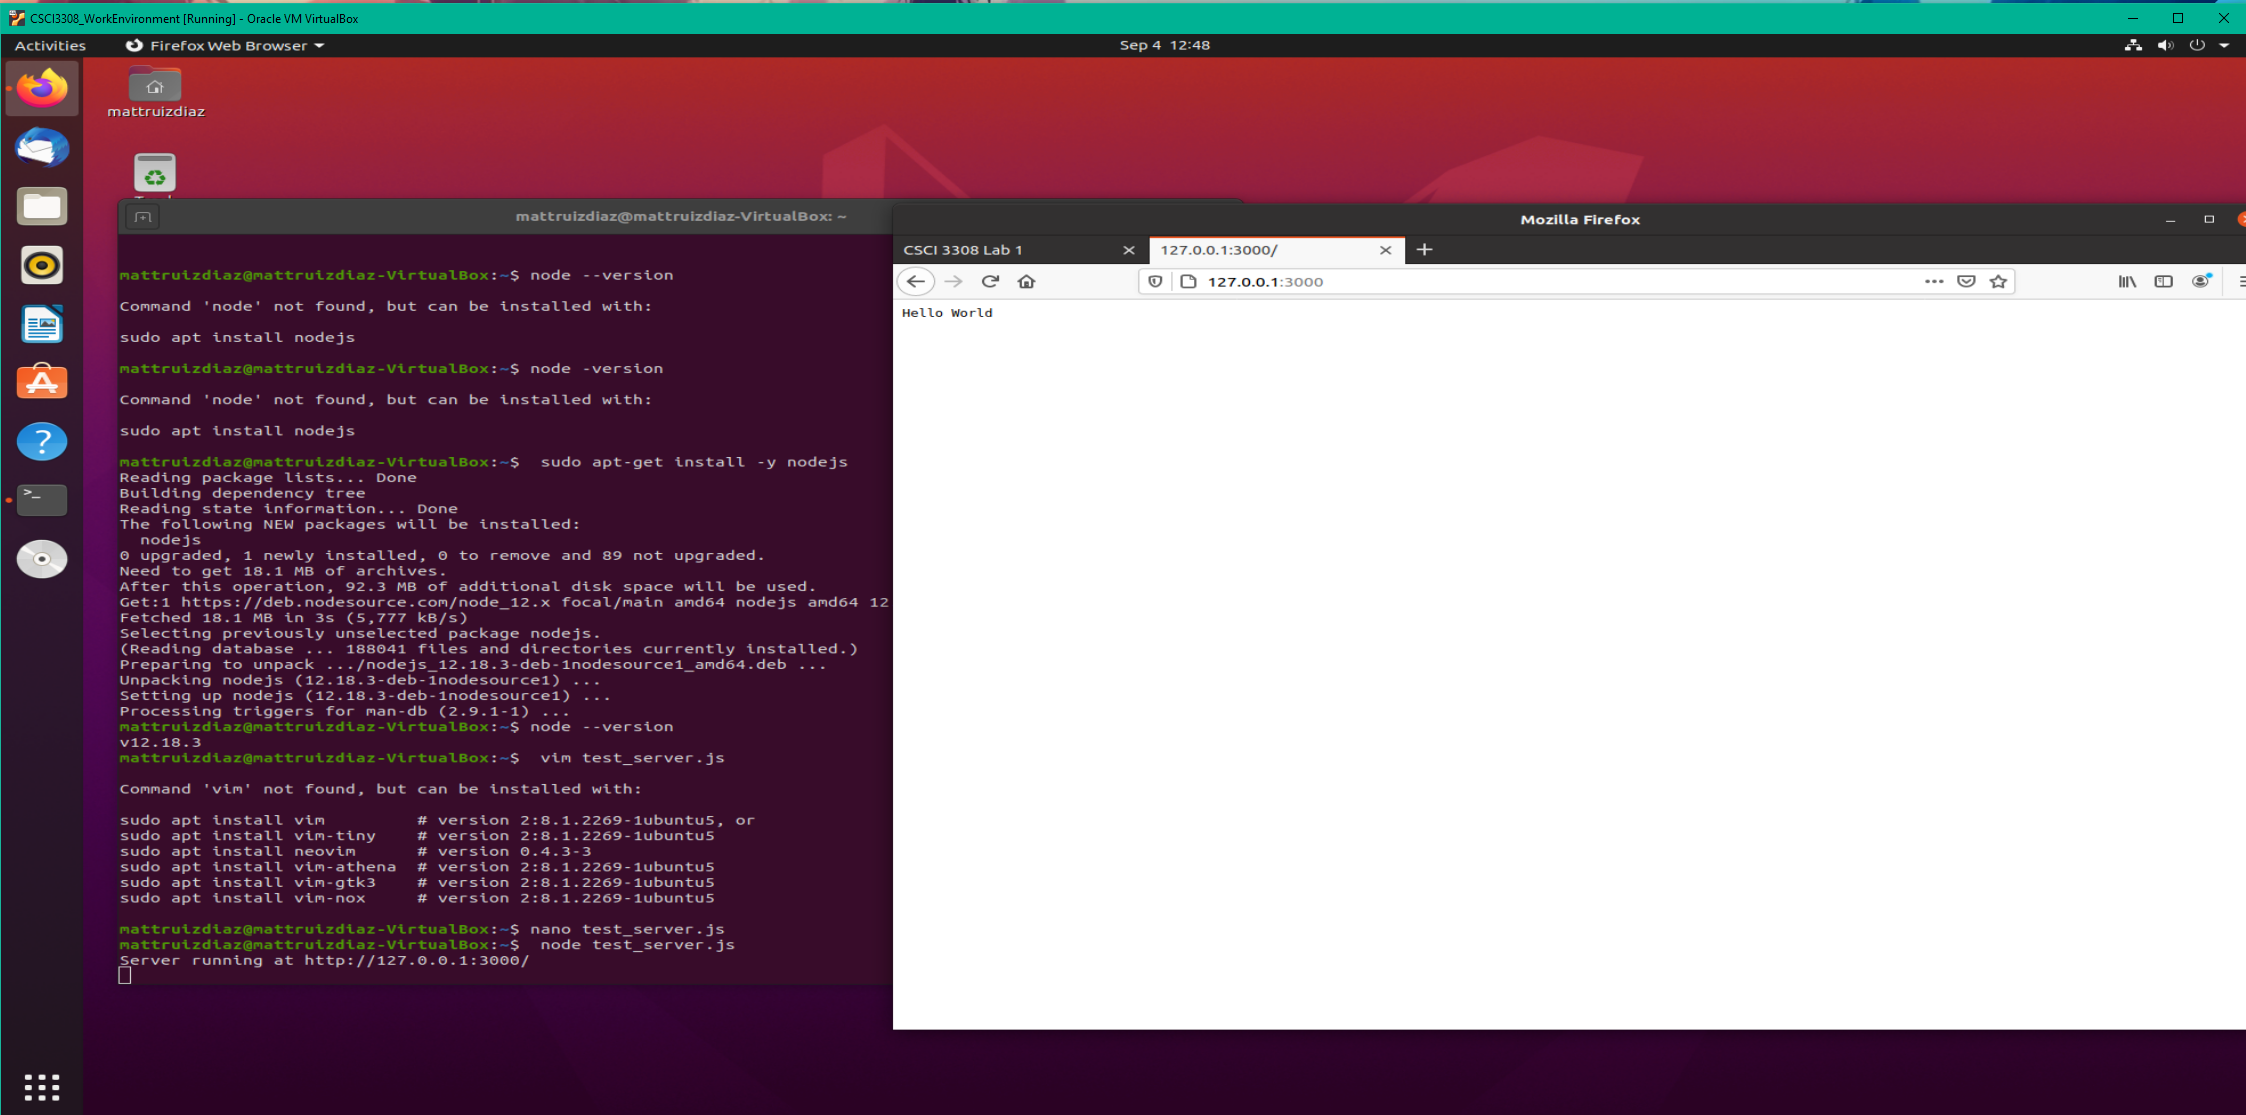 CSCI3308_WorkEnvironment [Running] - Oracle VM VirtualBox
Activities
Firefox Web Browser
Sep 4 12:48
mattruizdiaz
mattruizdiaz@mattruizdiaz-VirtualBox: ~
mattruizdiaz@mattruizdiaz-VirtualBox:~$ node --version
Command 'node' not found, but can be installed with:
sudo apt install nodejs
mattruizdiaz@mattruizdiaz-VirtualBox:~$ node -version
Command 'node' not found, but can be installed with:
sudo apt install nodejs
mattruizdiaz@mattruizdiaz-VirtualBox:~$  sudo apt-get install -y nodejs
Reading package lists... Done
Building dependency tree
Reading state information... Done
The following NEW packages will be installed:
  nodejs
0 upgraded, 1 newly installed, 0 to remove and 89 not upgraded.
Need to get 18.1 MB of archives.
After this operation, 92.3 MB of additional disk space will be used.
Get:1 https://deb.nodesource.com/node_12.x focal/main amd64 nodejs amd64 12
Fetched 18.1 MB in 3s (5,777 kB/s)
Selecting previously unselected package nodejs.
(Reading database ... 188041 files and directories currently installed.)
Preparing to unpack .../nodejs_12.18.3-deb-1nodesource1_amd64.deb ...
Unpacking nodejs (12.18.3-deb-1nodesource1) ...
Setting up nodejs (12.18.3-deb-1nodesource1) ...
Processing triggers for man-db (2.9.1-1) ...
mattruizdiaz@mattruizdiaz-VirtualBox:~$ node --version
v12.18.3
mattruizdiaz@mattruizdiaz-VirtualBox:~$  vim test_server.js
Command 'vim' not found, but can be installed with:
sudo apt install vim         # version 2:8.1.2269-1ubuntu5, or
sudo apt install vim-tiny    # version 2:8.1.2269-1ubuntu5
sudo apt install neovim      # version 0.4.3-3
sudo apt install vim-athena  # version 2:8.1.2269-1ubuntu5
sudo apt install vim-gtk3    # version 2:8.1.2269-1ubuntu5
sudo apt install vim-nox     # version 2:8.1.2269-1ubuntu5
mattruizdiaz@mattruizdiaz-VirtualBox:~$ nano test_server.js
mattruizdiaz@mattruizdiaz-VirtualBox:~$  node test_server.js
Server running at http://127.0.0.1:3000/
Mozilla Firefox
CSCI 3308 Lab 1
127.0.0.1:3000/
127.0.0.1:3000
Hello World